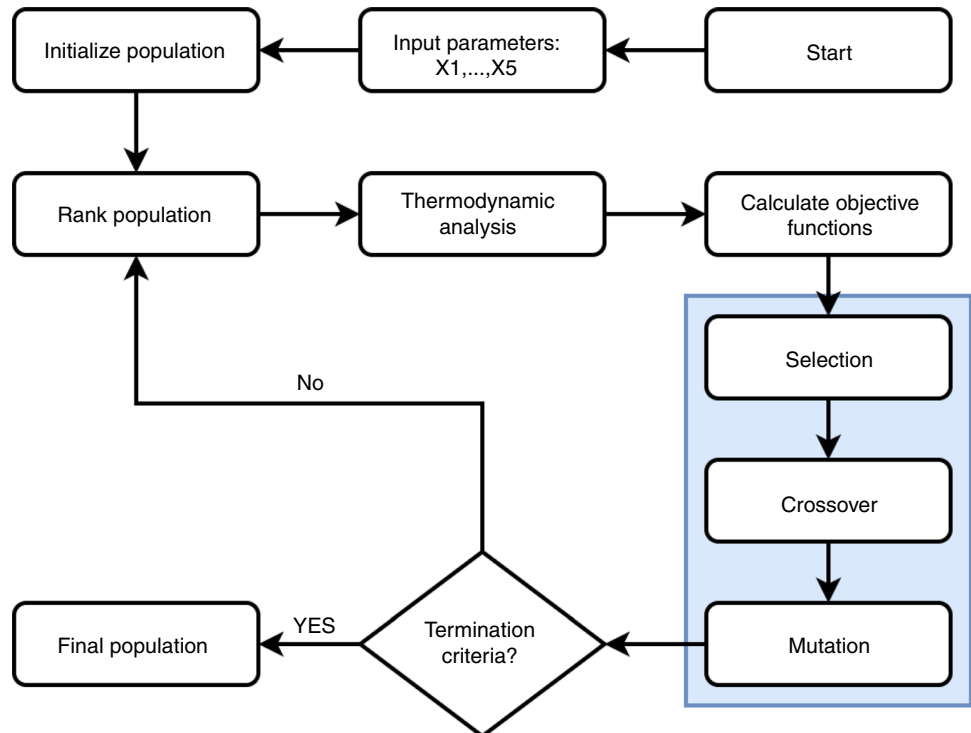 Initialize population
Input parameters:
X1,...,X5
Start
Rank population
Thermodynamic
analysis
Calculate objective
functions
Selection
No
Crossover
YES
Final population
Termination
criteria?
Mutation